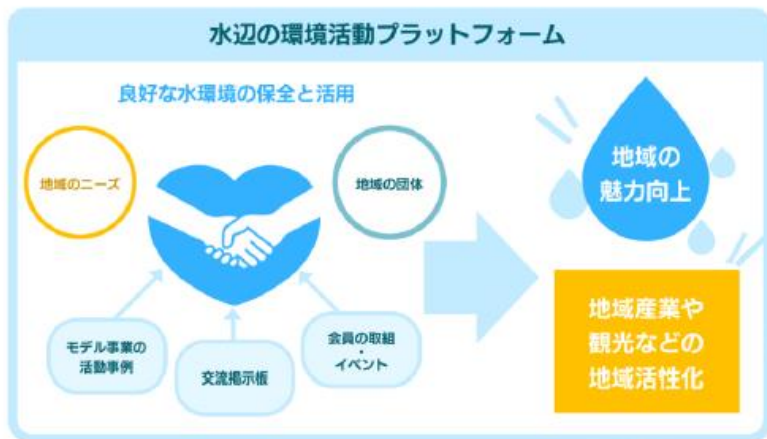 水辺の環境活動プラットフォーム
良好な水環境の保全と活用
地域のニーズ
地域の団体
モデル事業の
活動事例
交流掲示板
会員の取組
・
イベント
地域の
魅力向上
地域産業や
観光などの
地域活性化